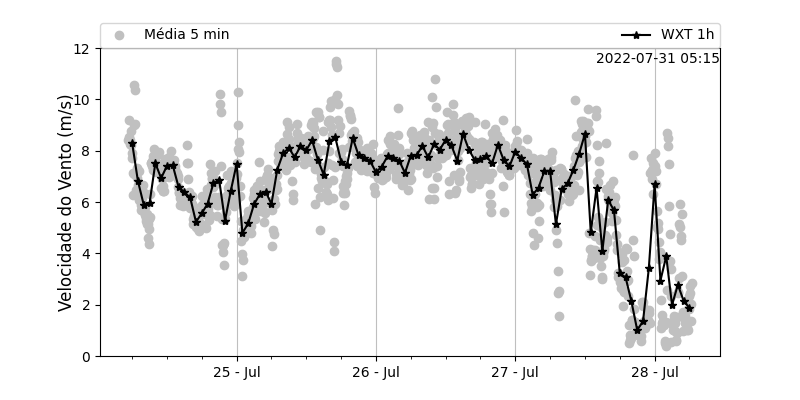 Média 5 min
WXT 1h
2022-07-31 05:15
Velocidade do Vento (m/s)
12
10
8
6
4
2
0
25 - Jul
26 - Jul
27 - Jul
28 - Jul